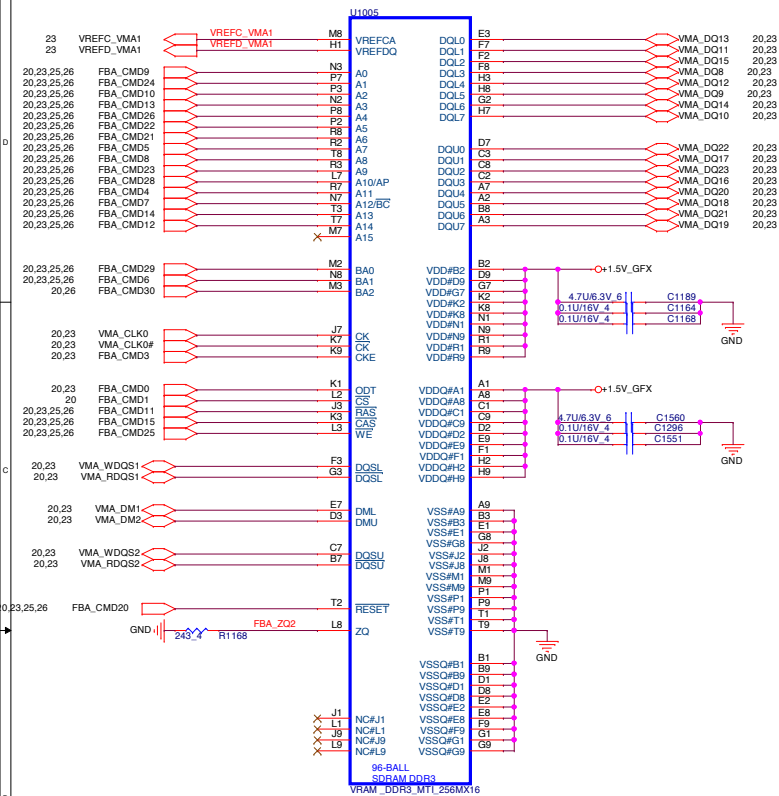 U1005
23 VREFC_VMA1 VREFC_VMA1 M8 VREFCA E3 DQL0 VMA_DQ13 20,23
23 VREFD_VMA1 VREFD_VMA1 H1 VREFDQ F7 DQL1 VMA_DQ11 20,23
F2 DQL2 VMA_DQ15 20,23
20,23,25,26 FBA_CMD9 N3 A0 F8 DQL3 VMA_DQ8 20,23
20,23,25,26 FBA_CMD24 P7 A1 H3 DQL4 VMA_DQ12 20,23
20,23,25,26 FBA_CMD10 P3 A2 H8 DQL5 VMA_DQ9 20,23
20,23,25,26 FBA_CMD13 N2 A3 G2 DQL6 VMA_DQ14 20,23
20,23,25,26 FBA_CMD26 P8 A4 H7 DQL7 VMA_DQ10 20,23
20,23,25,26 FBA_CMD22 P2 A5
20,23,25,26 FBA_CMD21 R8 A6
D 20,23,25,26 FBA_CMD5 R2 A7 D7 DQU0 VMA_DQ22 20,23
20,23,25,26 FBA_CMD8 T8 A8 C3 DQU1 VMA_DQ17 20,23
20,23,25,26 FBA_CMD23 R3 A9 C8 DQU2 VMA_DQ23 20,23
20,23,25,26 FBA_CMD28 L7 A10/AP C2 DQU3 VMA_DQ16 20,23
20,23,25,26 FBA_CMD4 R7 A11 A7 DQU4 VMA_DQ20 20,23
20,23,25,26 FBA_CMD7 N7 A12/BC A2 DQU5 VMA_DQ18 20,23
20,23,25,26 FBA_CMD14 T3 A13 B8 DQU6 VMA_DQ21 20,23
20,23,25,26 FBA_CMD12 T7 A14 A3 DQU7 VMA_DQ19 20,23
M7 A15
20,23,25,26 FBA_CMD29 M2 BA0 B2 VDD#B2 +1.5V_GFX
20,23,25,26 FBA_CMD6 N8 BA1 D9 VDD#D9
20,26 FBA_CMD30 M3 BA2 G7 VDD#G7
K2 VDD#K2 4.7U/6.3V_6 C1189
K8 VDD#K8 0.1U/16V_4 C1164
N1 VDD#N1 0.1U/16V_4 C1168
20,23 VMA_CLK0 J7 CK N9 VDD#N9
20,23 VMA_CLK0# K7 CK R1 VDD#R1 GND
20,23 FBA_CMD3 K9 CKE R9 VDD#R9
20,23 FBA_CMD0 K1 ODT A1 VDDQ#A1 +1.5V_GFX
20 FBA_CMD1 L2 CS A8 VDDQ#A8
20,23,25,26 FBA_CMD11 J3 RAS C1 VDDQ#C1
20,23,25,26 FBA_CMD15 K3 CAS C9 VDDQ#C9 4.7U/6.3V_6 C1560
20,23,25,26 FBA_CMD25 L3 WE D2 VDDQ#D2 0.1U/16V_4 C1296
E9 VDDQ#E9 0.1U/16V_4 C1551
F1 VDDQ#F1
C 20,23 VMA_WDQS1 F3 DQSL H2 VDDQ#H2 GND
20,23 VMA_RDQS1 G3 DQSL H9 VDDQ#H9
20,23 VMA_DM1 E7 DML A9 VSS#A9
20,23 VMA_DM2 D3 DMU B3 VSS#B3
E1 VSS#E1
G8 VSS#G8
20,23 VMA_WDQS2 C7 DQSU J2 VSS#J2
20,23 VMA_RDQS2 B7 DQSU J8 VSS#J8
M1 VSS#M1
M9 VSS#M9
P1 VSS#P1
20,23,25,26 FBA_CMD20 T2 RESET P9 VSS#P9
T1 VSS#T1
GND 243_4 R1168 FBA_ZQ2 L8 ZQ T9 VSS#T9
GND
B1 VSSQ#B1
B9 VSSQ#B9
D1 VSSQ#D1
D8 VSSQ#D8
E2 VSSQ#E2
J1 NC#J1 E8 VSSQ#E8
L1 NC#L1 F9 VSSQ#F9
J9 NC#J9 G1 VSSQ#G1
L9 NC#L9 G9 VSSQ#G9
96-BALL
SDRAM DDR3
VRAM _DDR3_MTI_256MX16